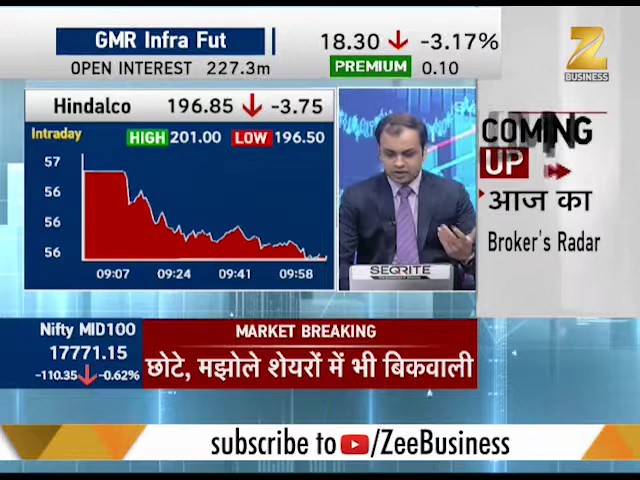 GMR Infra Fut
18.30 -3.17%
OPEN INTEREST 227.3m
PREMIUM 0.10
Z
BUSINESS
Hindalco 196.85 -3.75
Intraday
HIGH 201.00 LOW 196.50
57
56
56
56
09:07 09:24 09:41 09:58
SEQRITE
COMING
UP
आज का
Broker's Radar
Nifty MID100
17771.15
-110.35 -0.62%
MARKET BREAKING
छोटे, मझोले शेयरों में भी बिकवाली
subscribe to /ZeeBusiness